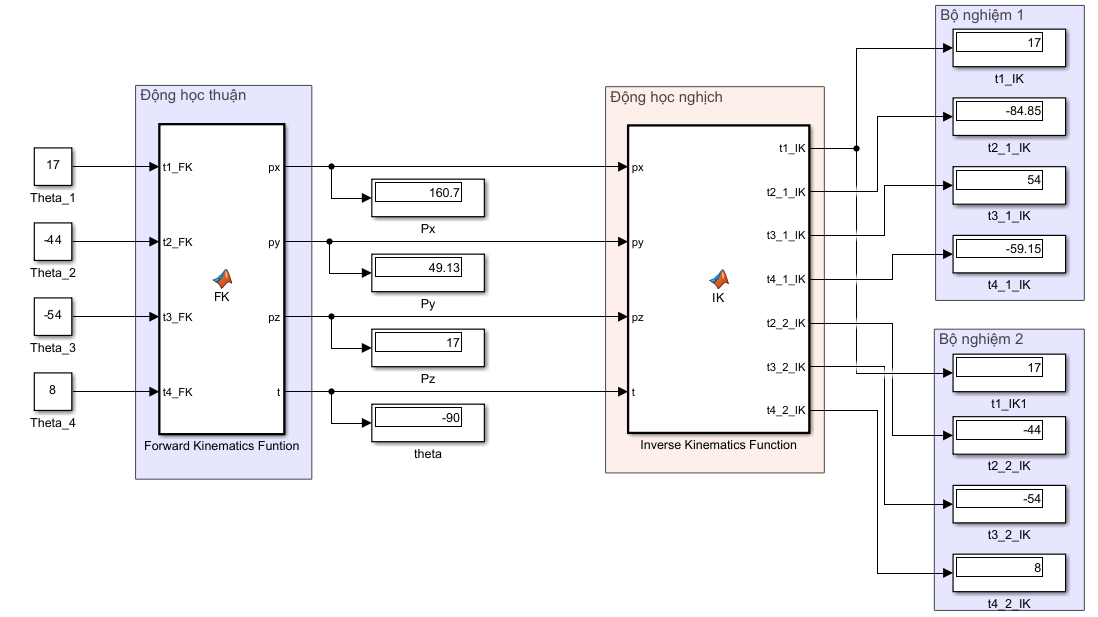 Động học thuận
17
Theta_1
-44
Theta_2
-54
Theta_3
8
Theta_4
t1_FK
t2_FK
t3_FK
t4_FK
FK
px
py
pz
t
Forward Kinematics Funtion
160.7
Px
49.13
Py
17
Pz
-90
theta
Động học nghịch
px
py
pz
t
IK
t1_IK
t2_1_IK
t3_1_IK
t4_1_IK
t2_2_IK
t3_2_IK
t4_2_IK
Inverse Kinematics Function
Bộ nghiệm 1
17
t1_IK
-84.85
t2_1_IK
54
t3_1_IK
-59.15
t4_1_IK
Bộ nghiệm 2
17
t1_IK1
-44
t2_2_IK
-54
t3_2_IK
8
t4_2_IK